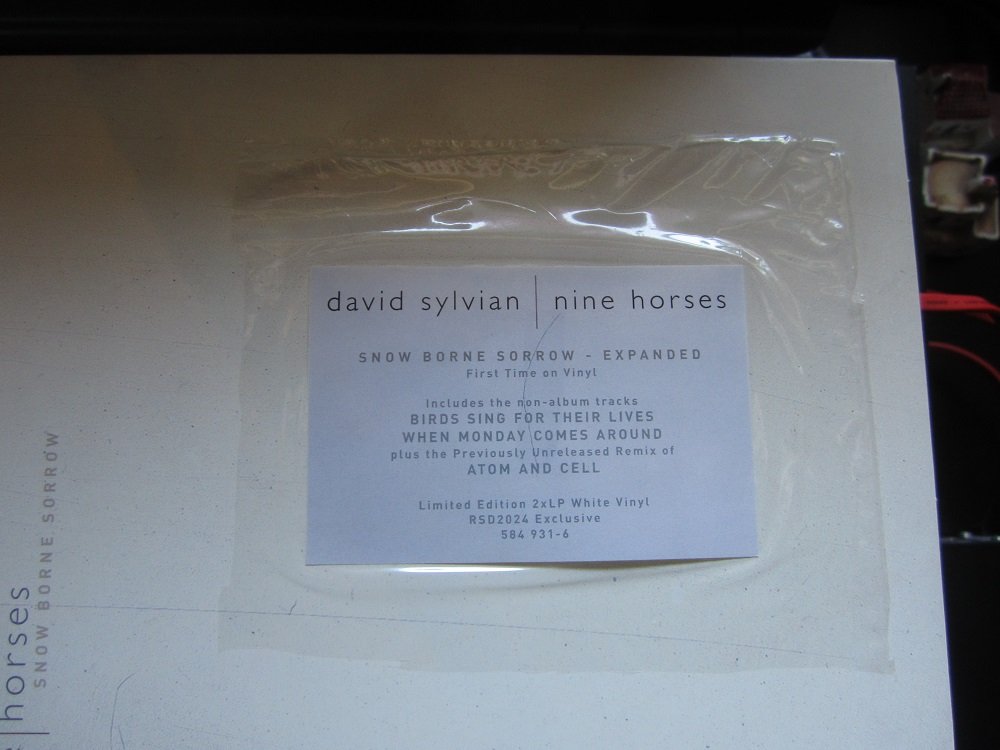 david sylvian | nine horses
SNOW BORNE SORROW - EXPANDED
First Time on Vinyl
Includes the non-album tracks
BIRDS SING FOR THEIR LIVES
WHEN MONDAY COMES AROUND
plus the Previously Unreleased Remix of
ATOM AND CELL
Limited Edition 2xLP White Vinyl
RSD2024 Exclusive
584 931-6
| horses
SNOW BORNE SORROW